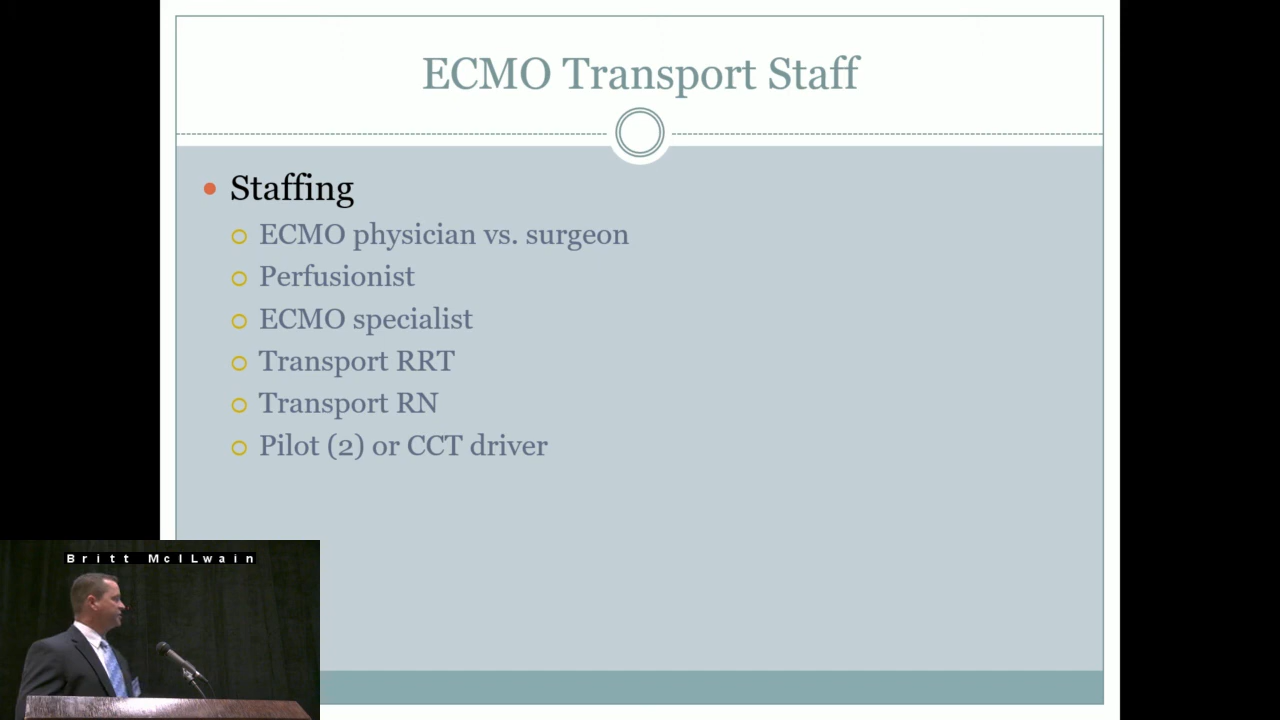 ECMO Transport Staff
Staffing
ECMO physician vs. surgeon
Perfusionist
ECMO specialist
Transport RRT
Transport RN
Pilot (2) or CCT driver
Britt McILwain